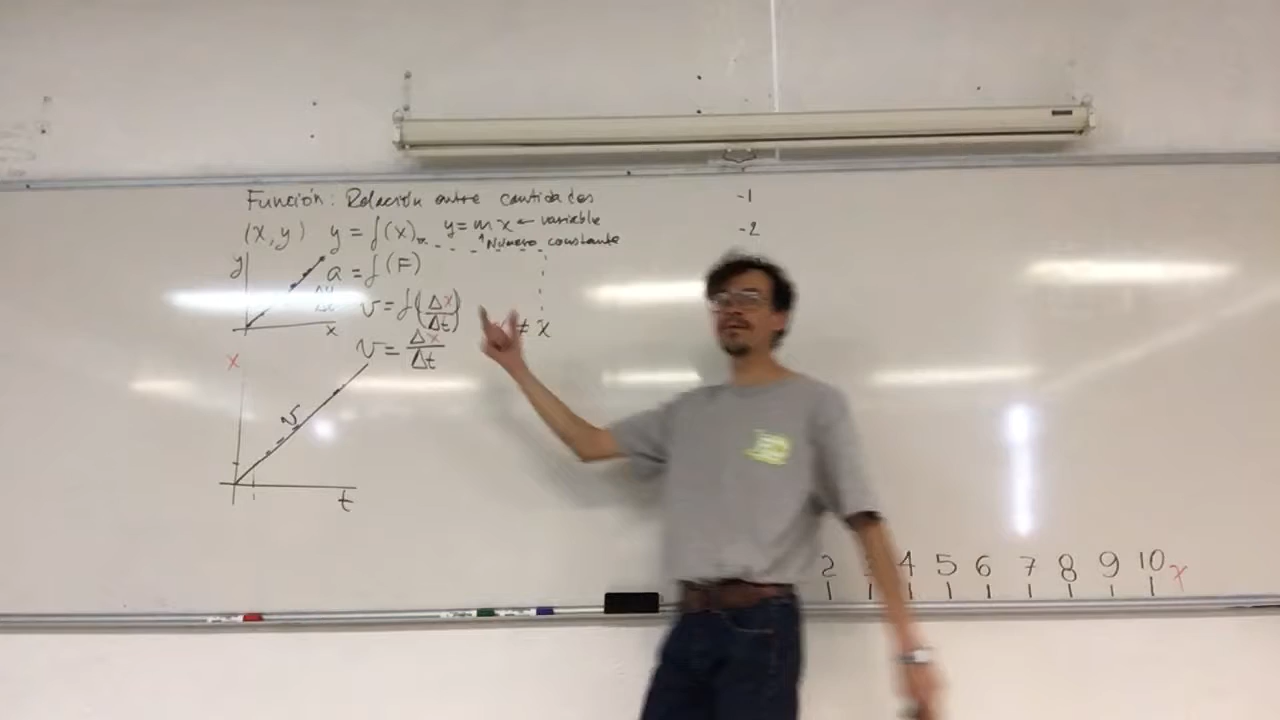 Función: Relación entre cantidades
(x, y) y = f(x) y = m x ← variable
↑ Número constante
y
a = f(F)
v = f(Δx/Δt)
≠ x
x
v = Δx/Δt
x
v
t
-1
-2
2 3 4 5 6 7 8 9 10 x